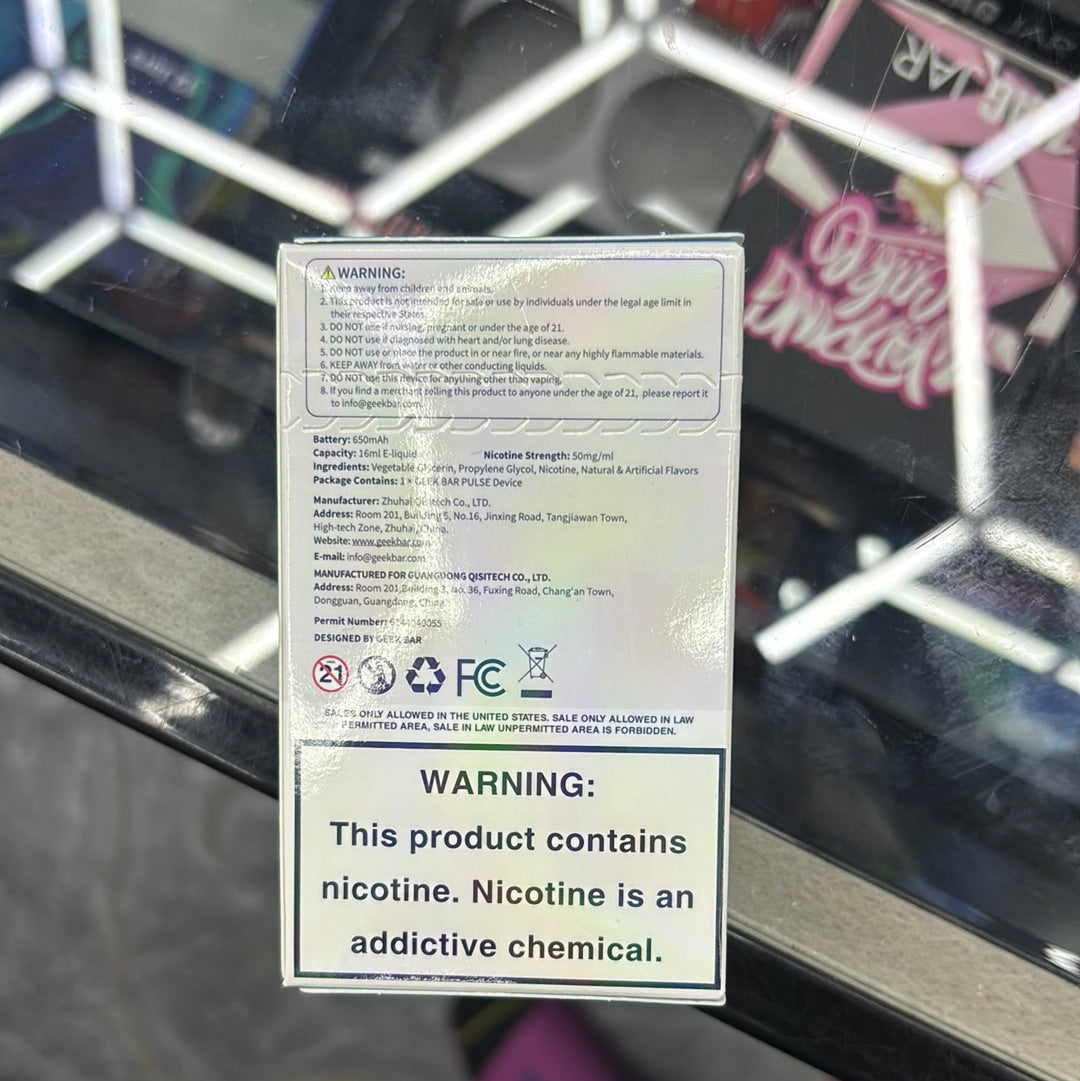 WARNING:
1. Keep away from children and animals.
2. This product is not intended for sale or use by individuals under the legal age limit in
their respective States.
3. DO NOT use if nursing, pregnant or under the age of 21.
4. DO NOT use if diagnosed with heart and/or lung disease.
5. DO NOT use or place the product in or near fire, or near any highly flammable materials.
6. KEEP AWAY from water or other conducting liquids.
7. DO NOT use this device for anything other than vaping.
8. If you find a merchant selling this product to anyone under the age of 21, please report it
to info@geekbar.com
Battery: 650mAh
Capacity: 16ml E-liquid Nicotine Strength: 50mg/ml
Ingredients: Vegetable Glycerin, Propylene Glycol, Nicotine, Natural & Artificial Flavors
Package Contains: 1 × GEEK BAR PULSE Device
Manufacturer: Zhuhai Qisitech Co., LTD.
Address: Room 201, Building 5, No.16, Jinxing Road, Tangjiawan Town,
High-tech Zone, Zhuhai, China.
Website: www.geekbar.com
E-mail: info@geekbar.com
MANUFACTURED FOR GUANGDONG QISITECH CO., LTD.
Address: Room 201, Building 3, No. 36, Fuxing Road, Chang'an Town,
Dongguan, Guangdong, China.
Permit Number:
DESIGNED BY GEEK BAR
21 FC
SALES ONLY ALLOWED IN THE UNITED STATES. SALE ONLY ALLOWED IN LAW
PERMITTED AREA, SALE IN LAW UNPERMITTED AREA IS FORBIDDEN.
WARNING:
This product contains
nicotine. Nicotine is an
addictive chemical.
JAR